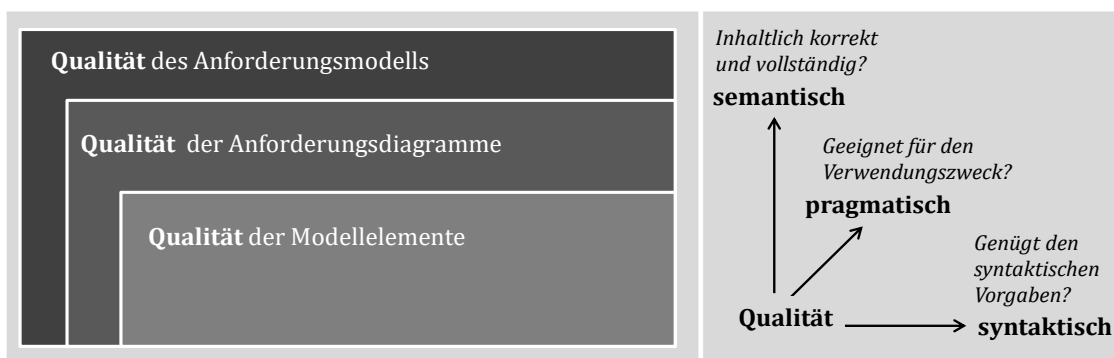 Qualität des Anforderungsmodells
Qualität der Anforderungsdiagramme
Qualität der Modellelemente
Inhaltlich korrekt
und vollständig?
semantisch
Geeignet für den
Verwendungszweck?
pragmatisch
Genügt den
syntaktischen
Vorgaben?
Qualität
syntaktisch